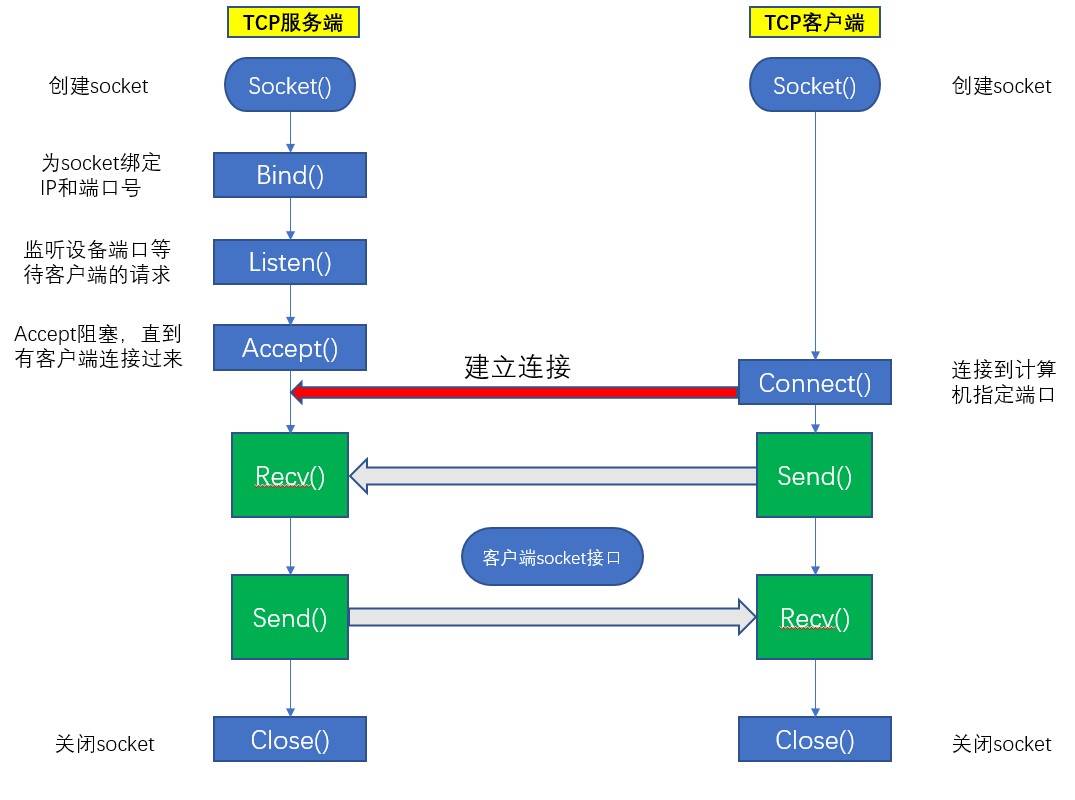 TCP服务端
TCP客户端
创建socket
Socket()
Socket()
创建socket
为socket绑定
IP和端口号
Bind()
监听设备端口等
待客户端的请求
Listen()
Accept阻塞，直到
有客户端连接过来
Accept()
建立连接
Connect()
连接到计算
机指定端口
Recv()
Send()
客户端socket接口
Send()
Recv()
关闭socket
Close()
Close()
关闭socket